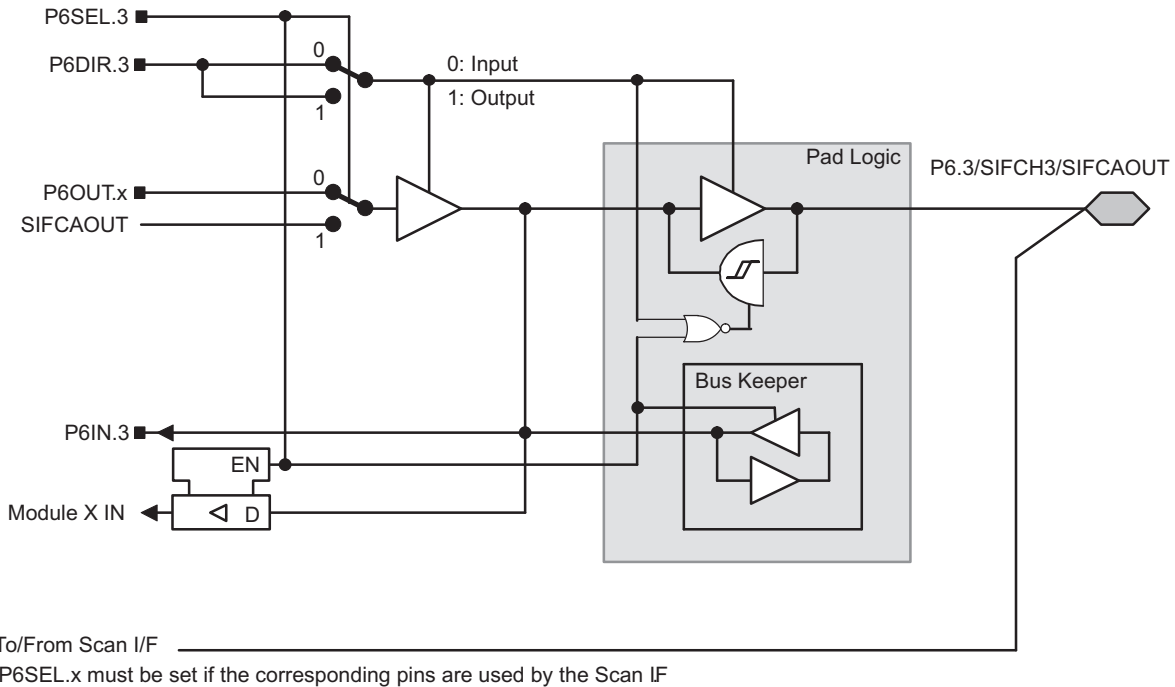 P6SEL.3
P6DIR.3
0
1
0: Input
1: Output
Pad Logic
P6.3/SIFCH3/SIFCAOUT
P6OUT.x
0
SIFCAOUT
1
Bus Keeper
P6IN.3
EN
Module X IN
D
To/From Scan I/F
P6SEL.x must be set if the corresponding pins are used by the Scan I.F